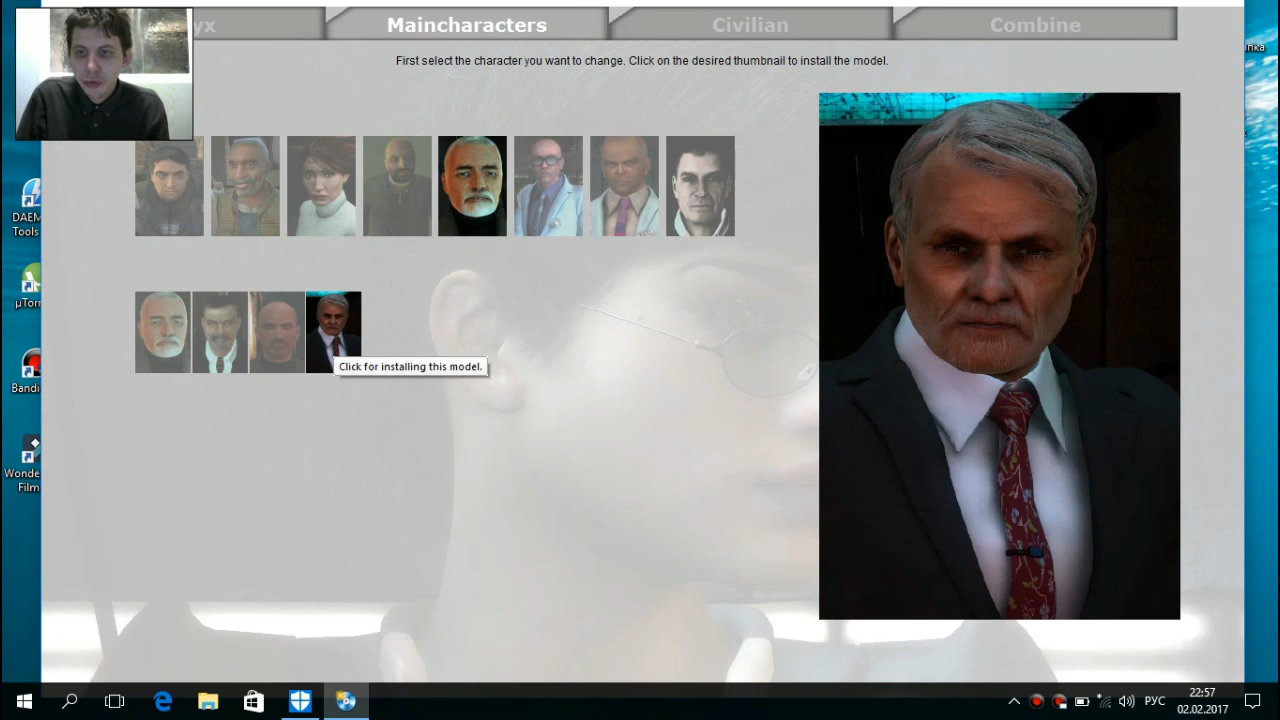 yx
Maincharacters
Civilian
Combine
First select the character you want to change. Click on the desired thumbnail to install the model.
DAEM
Tools
µTorr
Bandi
Wonde
Film
Click for installing this model.
РУС
22:57
02.02.2017